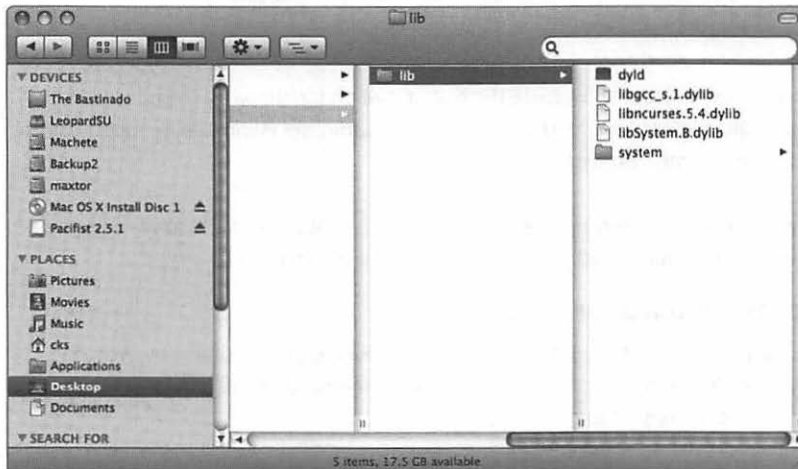 lib
DEVICES
The Bastinado
LeopardSU
Machete
Backup2
maxtor
Mac OS X Install Disc 1
Pacifist 2.5.1
PLACES
Pictures
Movies
Music
cks
Applications
Desktop
Documents
SEARCH FOR
lib
dyld
libgcc_s.1.dylib
libncurses.5.4.dylib
libSystem.B.dylib
system
5 items, 17.5 GB available